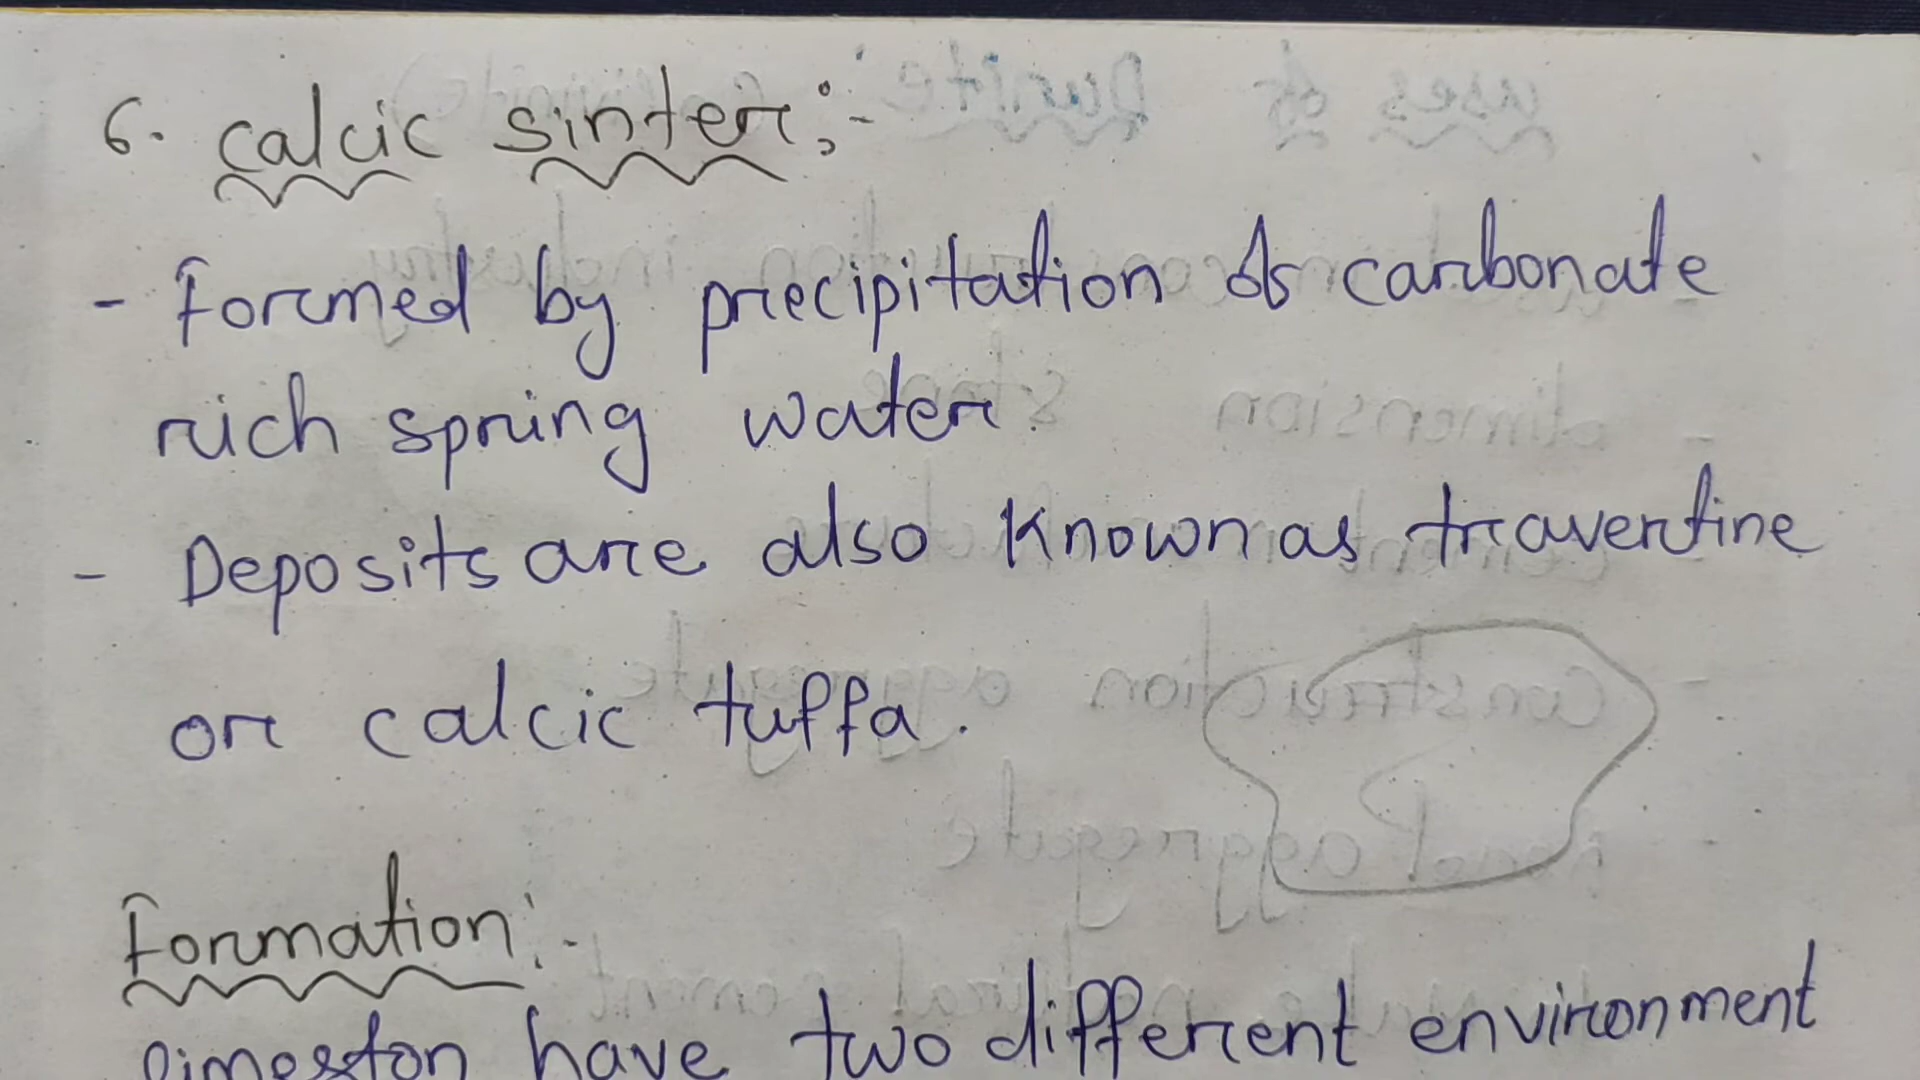 6. calcic sinter:-
- Formed by precipitation of carbonate
rich spring water.
- Deposits are also known as travertine
or calcic tuffa.
Formation:-
limeston have two different environment